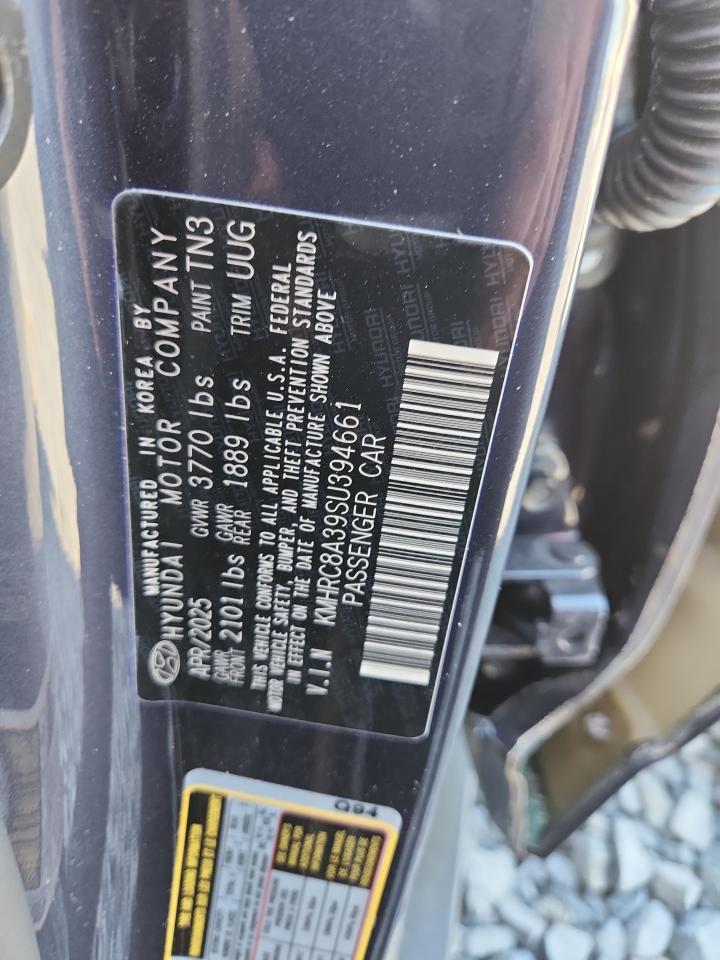 MANUFACTURED IN KOREA BY
HYUNDAI MOTOR COMPANY
APR/2025 GVWR 3770 lbs PAINT TN3
GAWR FRONT 2101 lbs GAWR REAR 1889 lbs TRIM UUG
THIS VEHICLE CONFORMS TO ALL APPLICABLE U.S.A. FEDERAL
MOTOR VEHICLE SAFETY, BUMPER, AND THEFT PREVENTION STANDARDS
IN EFFECT ON THE DATE OF MANUFACTURE SHOWN ABOVE
V.I.N KMHRC8A39SU394661
PASSENGER CAR
Q94